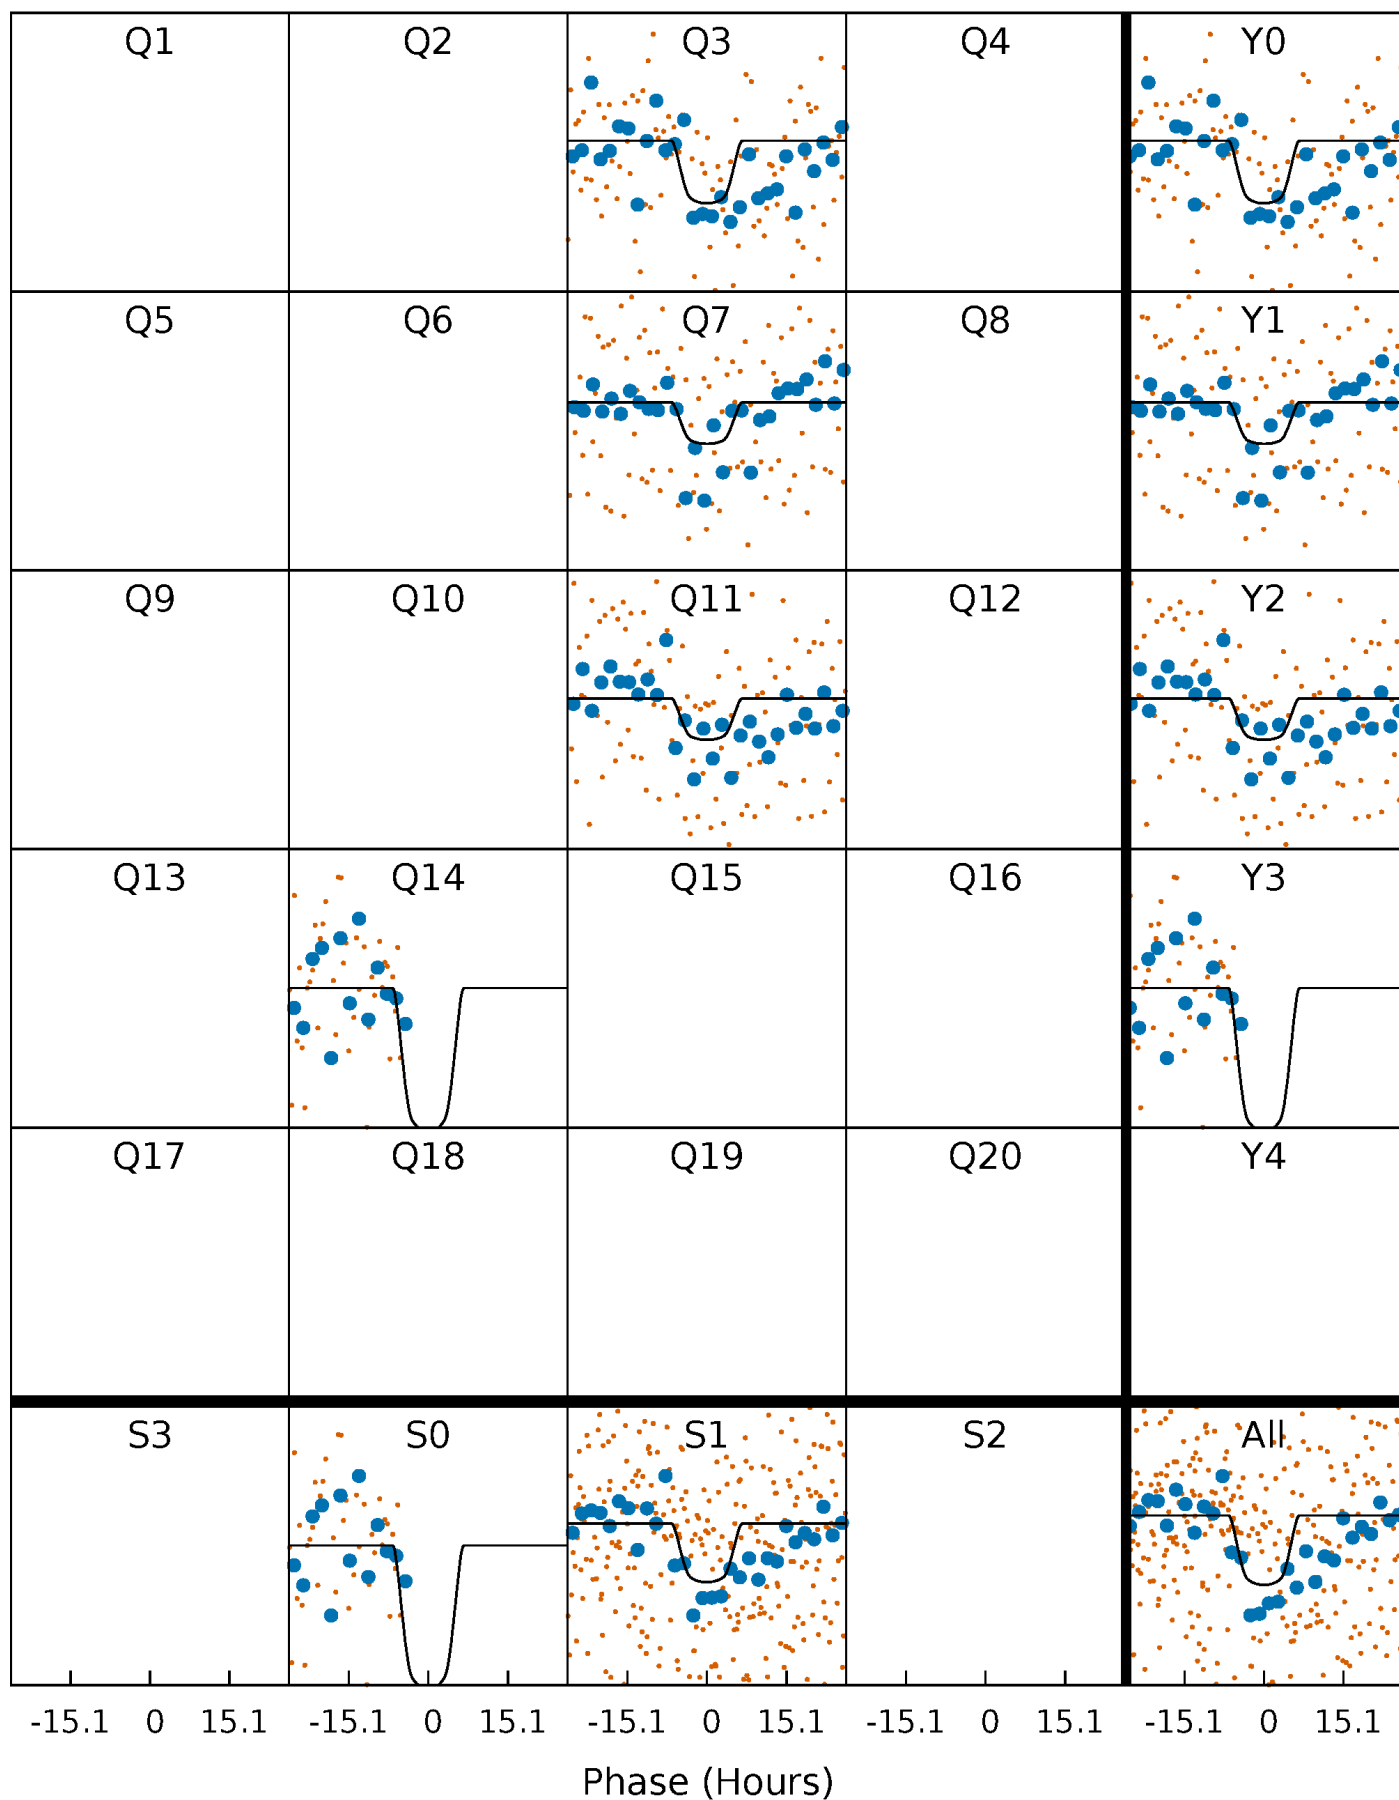 Q1 Q2 Q3 Q4 Y0
Q5 Q6 Q7 Q8 Y1
Q9 Q10 Q11 Q12 Y2
Q13 Q14 Q15 Q16 Y3
Q17 Q18 Q19 Q20 Y4
S3 S0 S1 S2 All
-15.1 0 15.1 -15.1 0 15.1 -15.1 0 15.1 -15.1 0 15.1 -15.1 0 15.1
Phase (Hours)